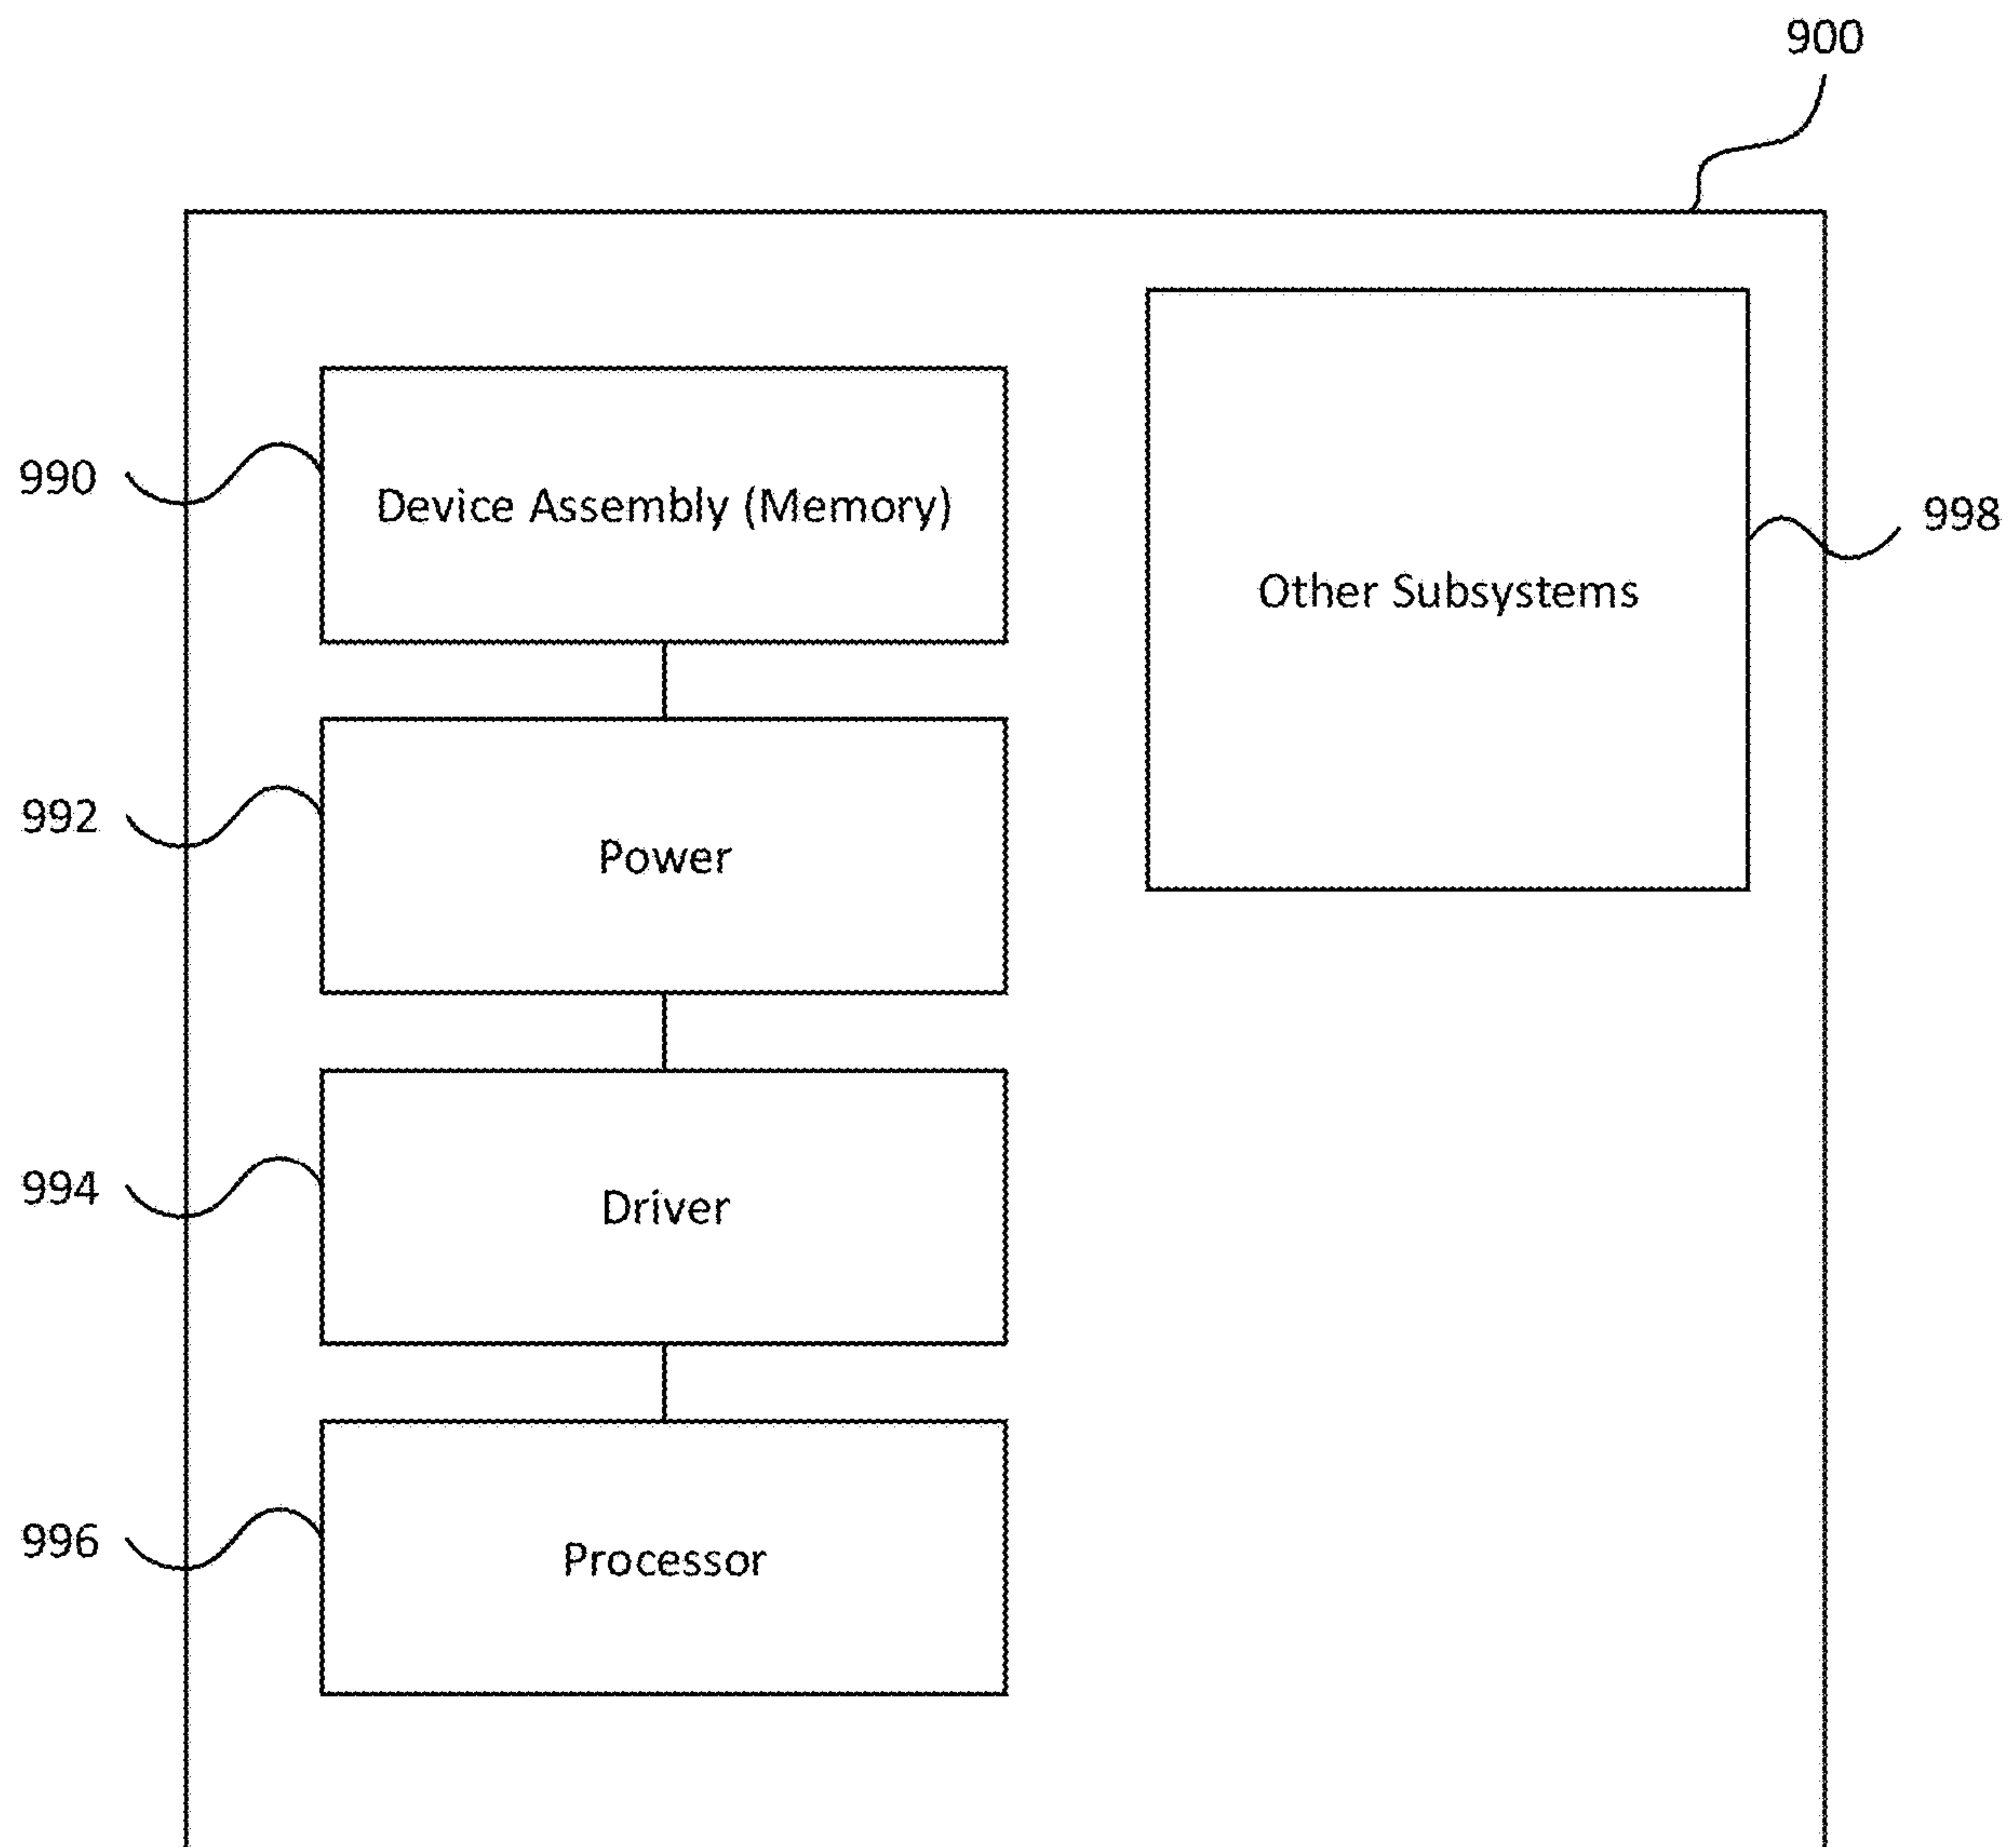 900
990
Device Assembly (Memory)
998
Other Subsystems
992
Power
994
Driver
996
Processor